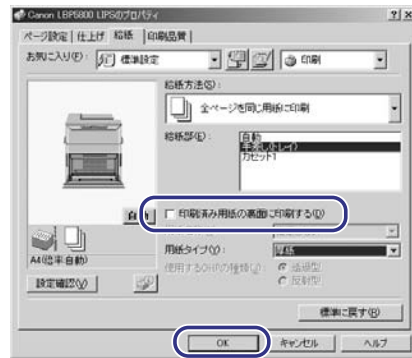 Canon LBP5800 LIPSのプロパティ
ページ設定 仕上げ 給紙 印刷品質
お気に入り(F): 標準設定 印刷
給紙方法(S):
全ページを同じ用紙に印刷
給紙部(E): 自動
手差し(トレイ)
カセット1
印刷済み用紙の裏面に印刷する(D)
A4(倍率:自動)
用紙タイプ(Y): 厚紙
使用するOHPの種類(J): 透過型
反射型
設定確認(V)
標準に戻す(R)
OK キャンセル ヘルプ